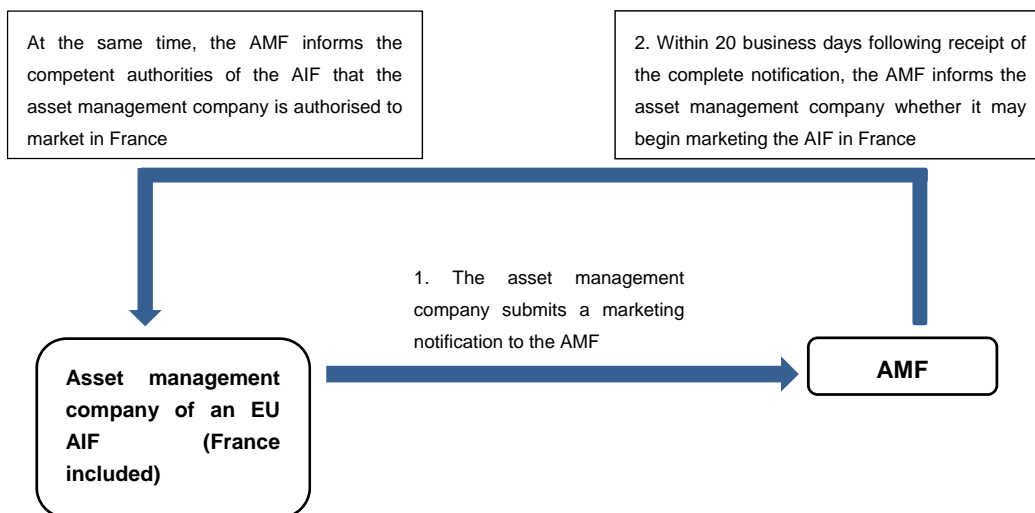 At the same time, the AMF informs the
competent authorities of the AIF that the
asset management company is authorised to
market in France
2. Within 20 business days following receipt of
the complete notification, the AMF informs the
asset management company whether it may
begin marketing the AIF in France
1. The asset management
company submits a marketing
notification to the AMF
Asset management
company of an EU
AIF (France
included)
AMF